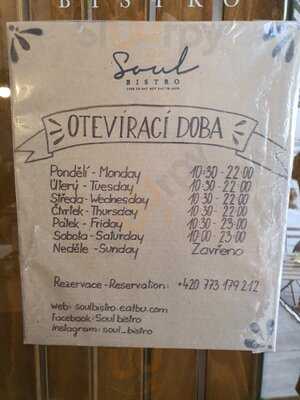 BISTRO
Soul
BISTRO
OTEVÍRACÍ DOBA
Pondělí - Monday 10:30 - 22:00
Úterý - Tuesday 10:30 - 22:00
Středa - Wednesday 10:30 - 22:00
Čtvrtek - Thursday 10:30 - 22:00
Pátek - Friday 10:30 - 23:00
Sobota - Saturday 12:00 - 23:00
Neděle - Sunday Zavřeno
Rezervace - Reservation: +420 773 179 212
web: soulbistro.eatbu.com
facebook: Soul bistro
instagram: soul_bistro